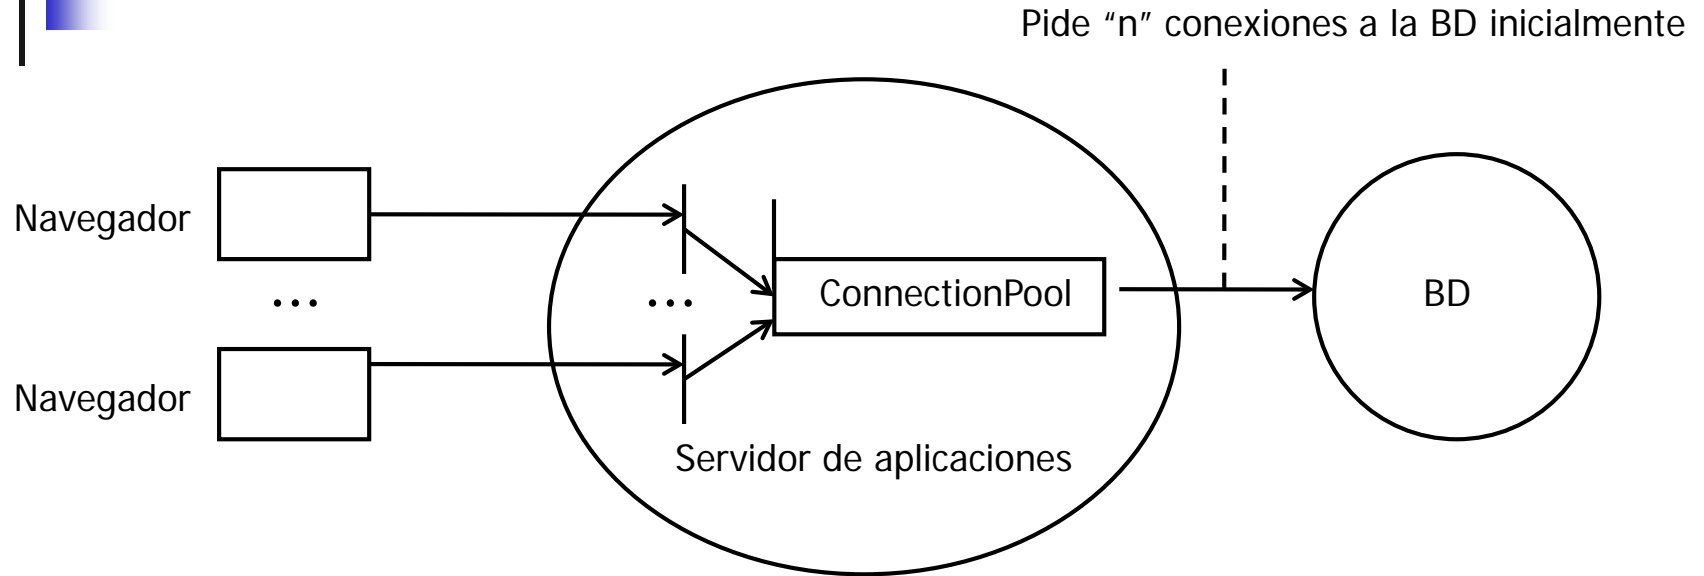 Pide “n” conexiones a la BD inicialmente
Navegador
...
Navegador
...
ConnectionPool
Servidor de aplicaciones
BD